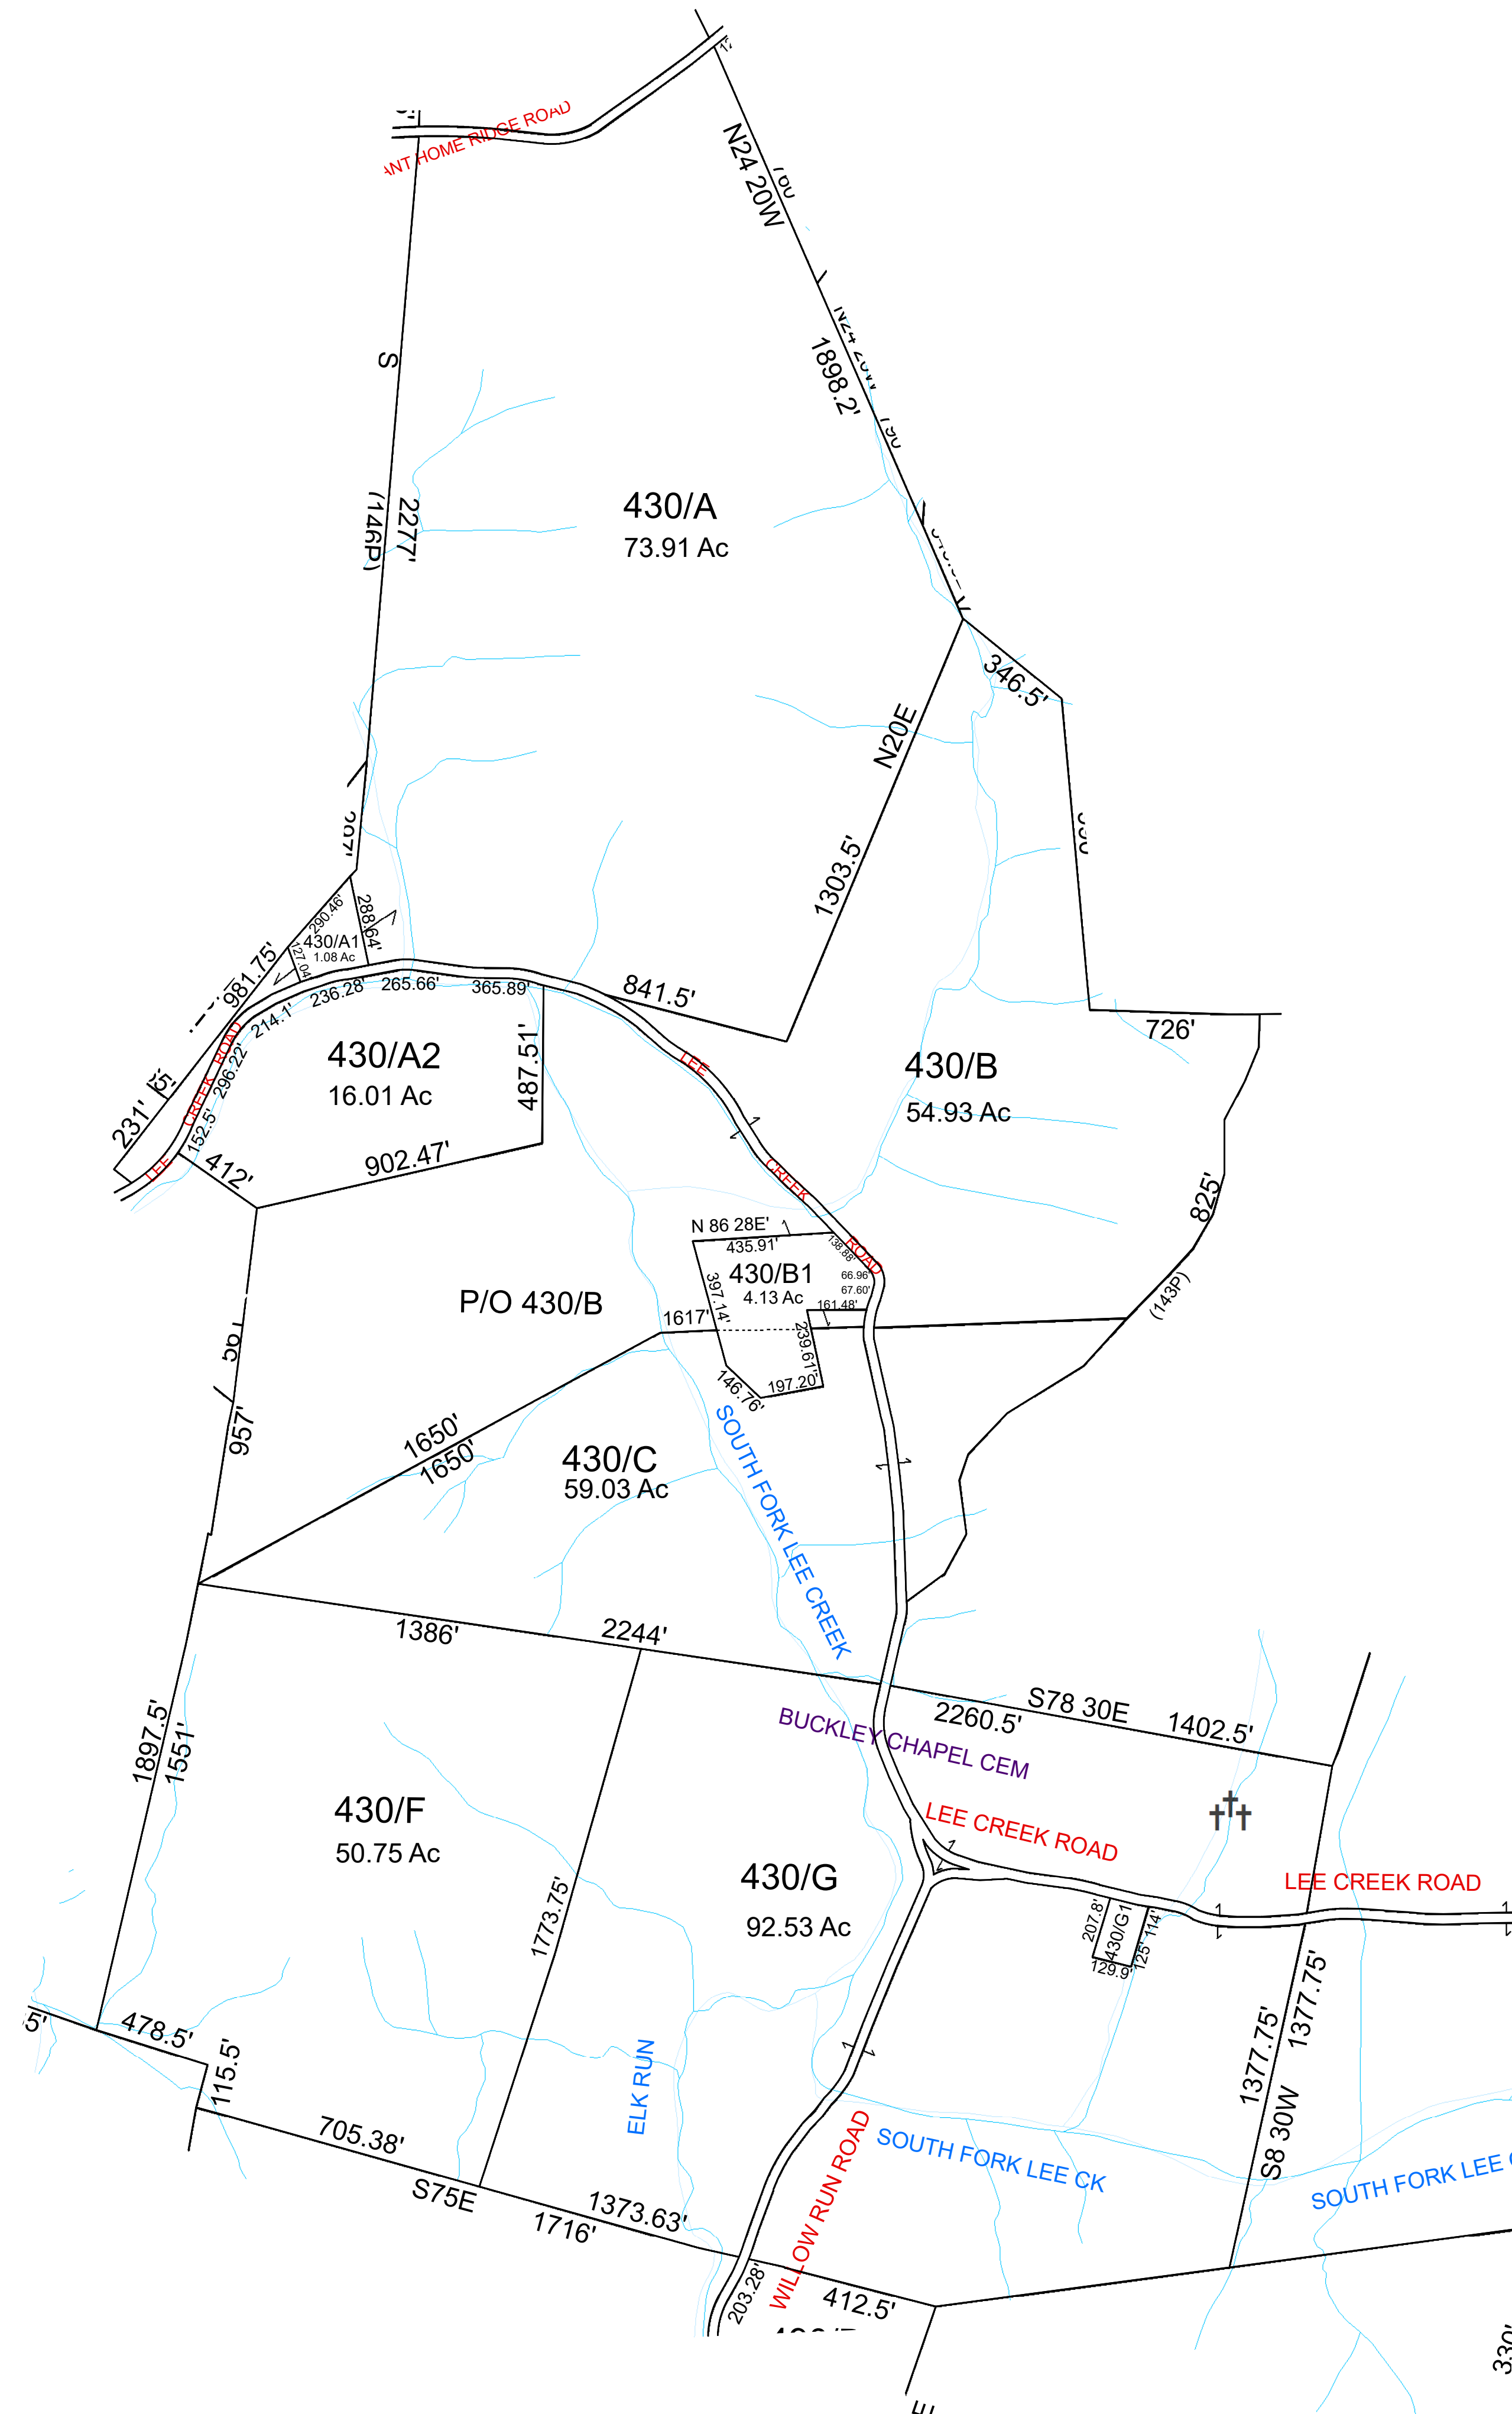 ANT HOME RIDGE ROAD
N24 20W
S
1898.2'
2277'
(146P)
430/A
73.91 Ac
346.5'
N20E
1303.5'
290.46'
288.64'
430/A1
1.08 Ac
127.04'
981.75'
236.28'
265.66'
365.89'
841.5'
214.1'
726'
CREEK ROAD
296.22'
487.51'
LEE
430/A2
16.01 Ac
430/B
54.93 Ac
231'
152.5'
LEE
412'
902.47'
CREEK
825'
N 86 28E'
435.91'
138.88'
ROAD
430/B1
4.13 Ac
66.96'
67.60'
397.14'
161.48'
(143P)
P/O 430/B
1617'
239.61'
146.76'
197.20'
957'
1650'
1650'
430/C
59.03 Ac
SOUTH FORK LEE CREEK
1386'
2244'
S78 30E
2260.5'
1402.5'
1897.5'
1551'
BUCKLEY CHAPEL CEM
430/F
50.75 Ac
LEE CREEK ROAD
430/G
92.53 Ac
LEE CREEK ROAD
1773.75'
207.8'
430/G1
114'
125'
129.9'
1377.75'
1377.75'
S8 30W
478.5'
115.5'
ELK RUN
705.38'
SOUTH FORK LEE CK
SOUTH FORK LEE
WILLOW RUN ROAD
S75E
1373.63'
1716'
203.28'
412.5'
330'